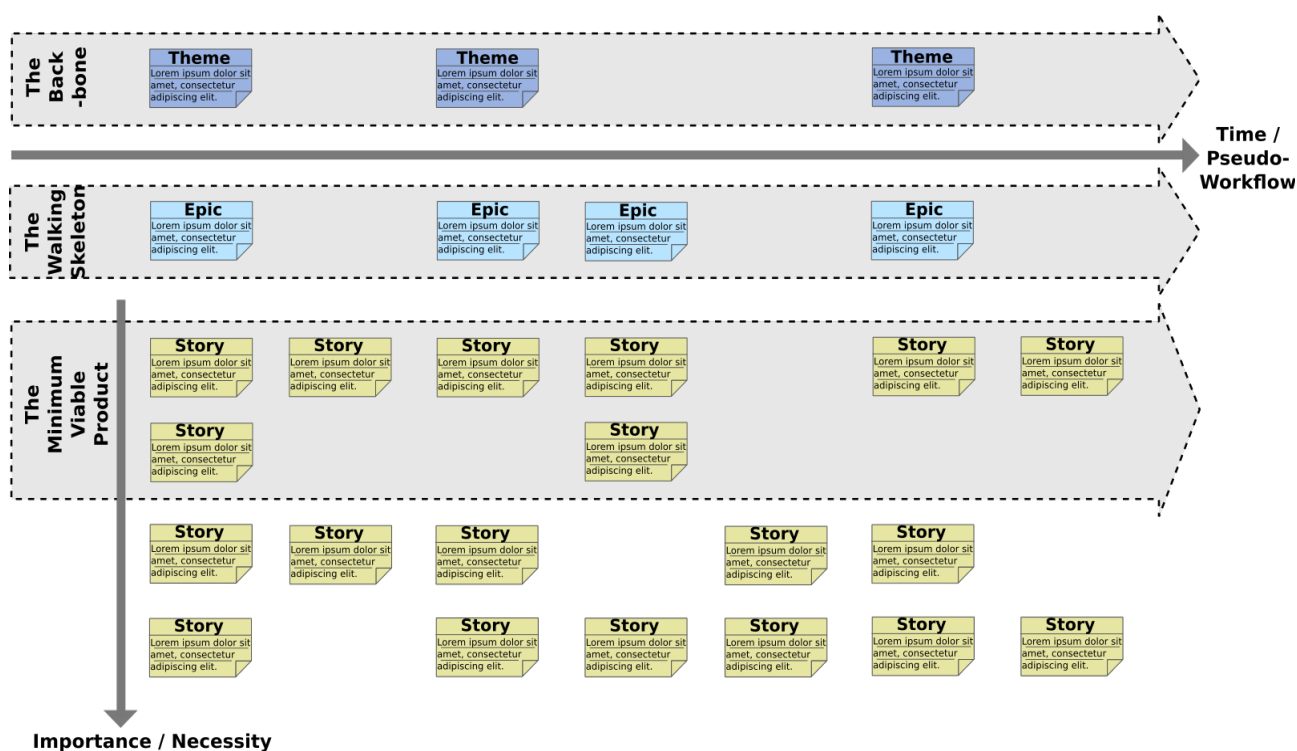 The
Back
-bone
Theme
Lorem ipsum dolor sit
amet, consectetur
adipiscing elit.
Theme
Lorem ipsum dolor sit
amet, consectetur
adipiscing elit.
Theme
Lorem ipsum dolor sit
amet, consectetur
adipiscing elit.
Time /
Pseudo-
Workflow
The
Walking
Skeleton
Epic
Lorem ipsum dolor sit
amet, consectetur
adipiscing elit.
Epic
Lorem ipsum dolor sit
amet, consectetur
adipiscing elit.
Epic
Lorem ipsum dolor sit
amet, consectetur
adipiscing elit.
Epic
Lorem ipsum dolor sit
amet, consectetur
adipiscing elit.
The
Minimum
Viable
Product
Story
Lorem ipsum dolor sit
amet, consectetur
adipiscing elit.
Story
Lorem ipsum dolor sit
amet, consectetur
adipiscing elit.
Story
Lorem ipsum dolor sit
amet, consectetur
adipiscing elit.
Story
Lorem ipsum dolor sit
amet, consectetur
adipiscing elit.
Story
Lorem ipsum dolor sit
amet, consectetur
adipiscing elit.
Story
Lorem ipsum dolor sit
amet, consectetur
adipiscing elit.
Story
Lorem ipsum dolor sit
amet, consectetur
adipiscing elit.
Story
Lorem ipsum dolor sit
amet, consectetur
adipiscing elit.
Story
Lorem ipsum dolor sit
amet, consectetur
adipiscing elit.
Story
Lorem ipsum dolor sit
amet, consectetur
adipiscing elit.
Story
Lorem ipsum dolor sit
amet, consectetur
adipiscing elit.
Story
Lorem ipsum dolor sit
amet, consectetur
adipiscing elit.
Story
Lorem ipsum dolor sit
amet, consectetur
adipiscing elit.
Story
Lorem ipsum dolor sit
amet, consectetur
adipiscing elit.
Story
Lorem ipsum dolor sit
amet, consectetur
adipiscing elit.
Story
Lorem ipsum dolor sit
amet, consectetur
adipiscing elit.
Story
Lorem ipsum dolor sit
amet, consectetur
adipiscing elit.
Story
Lorem ipsum dolor sit
amet, consectetur
adipiscing elit.
Story
Lorem ipsum dolor sit
amet, consectetur
adipiscing elit.
Importance / Necessity